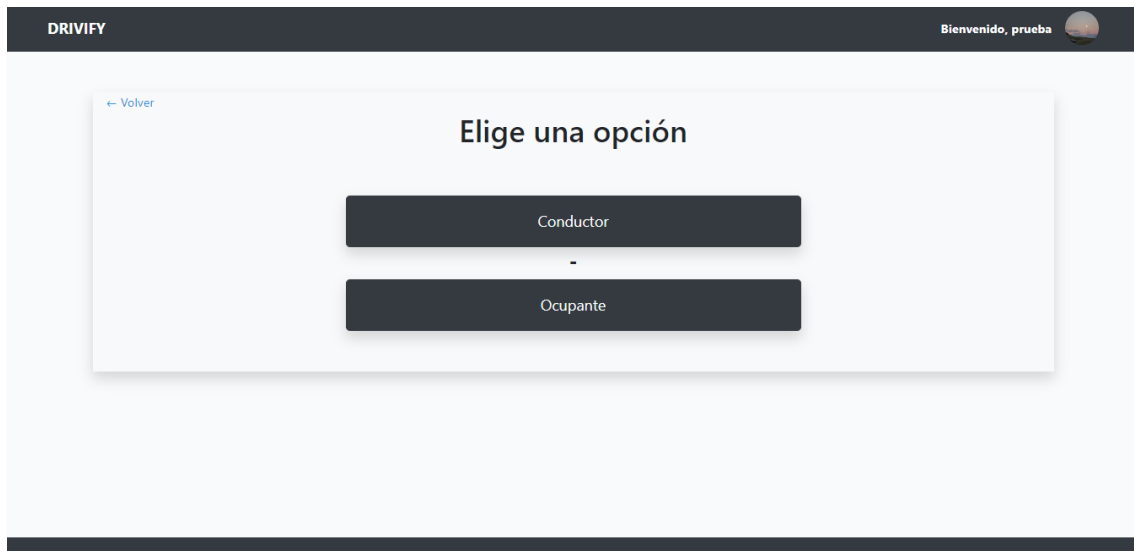 DRIVIFY
Bienvenido, prueba
← Volver
Elige una opción
Conductor
-
Ocupante